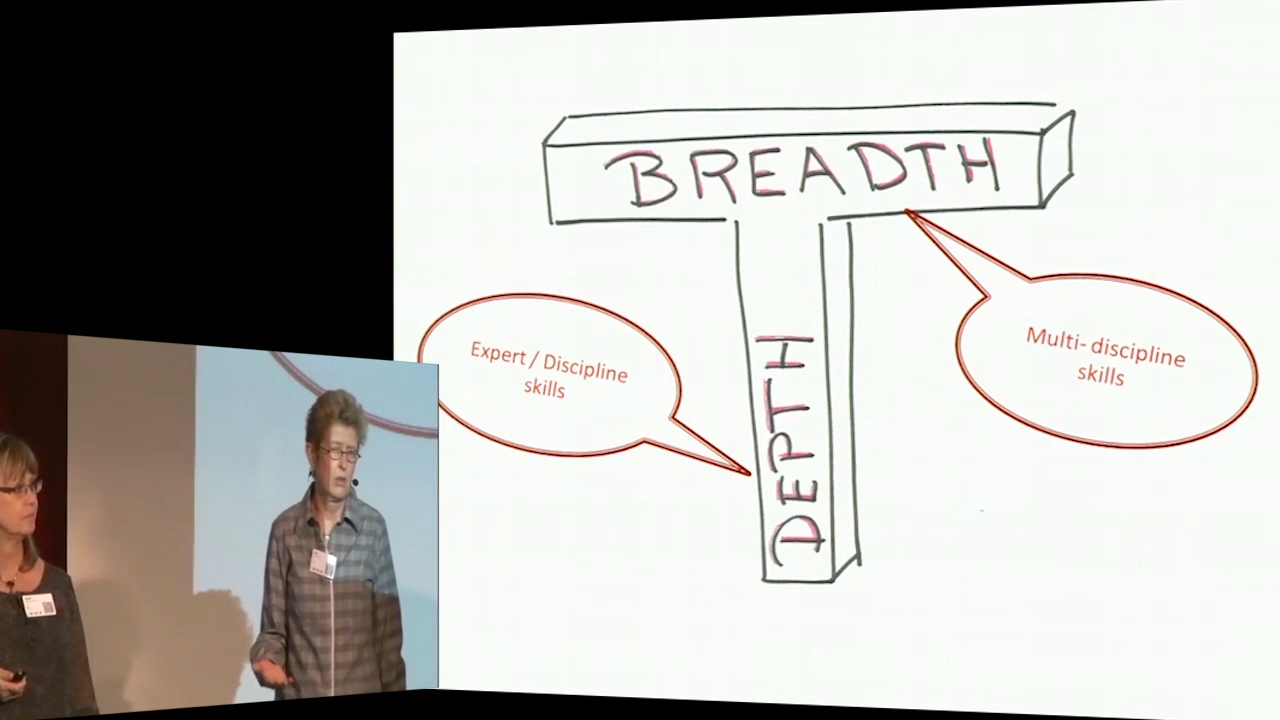 BREADTH
Expert / Discipline
skills
Multi- discipline
skills
DEPTH